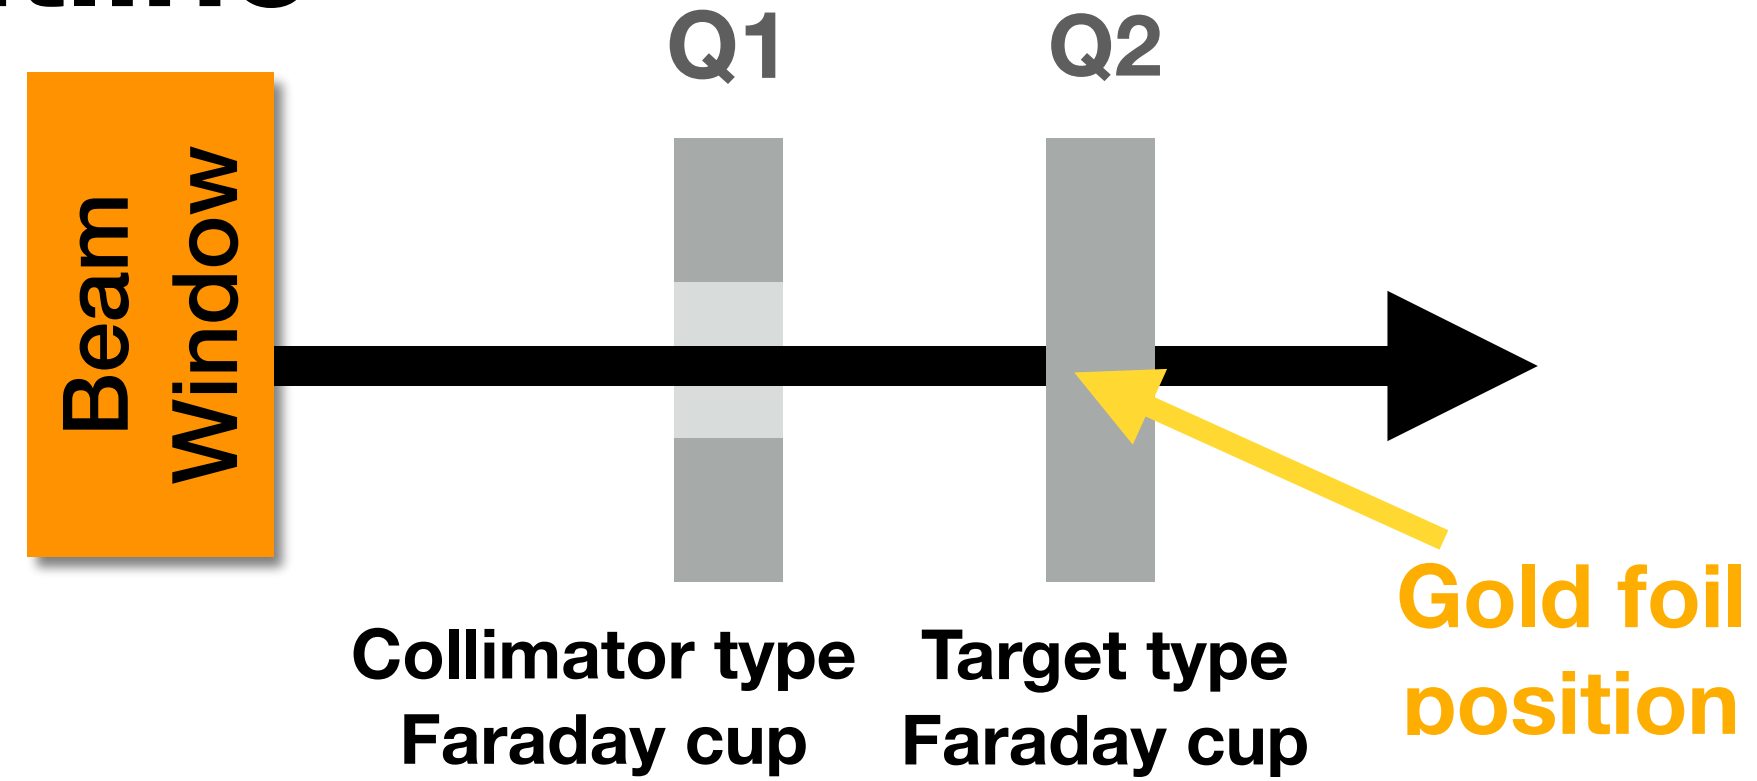 Q1
Q2
Beam
Window
Collimator type
Faraday cup
Target type
Faraday cup
Gold foil
position